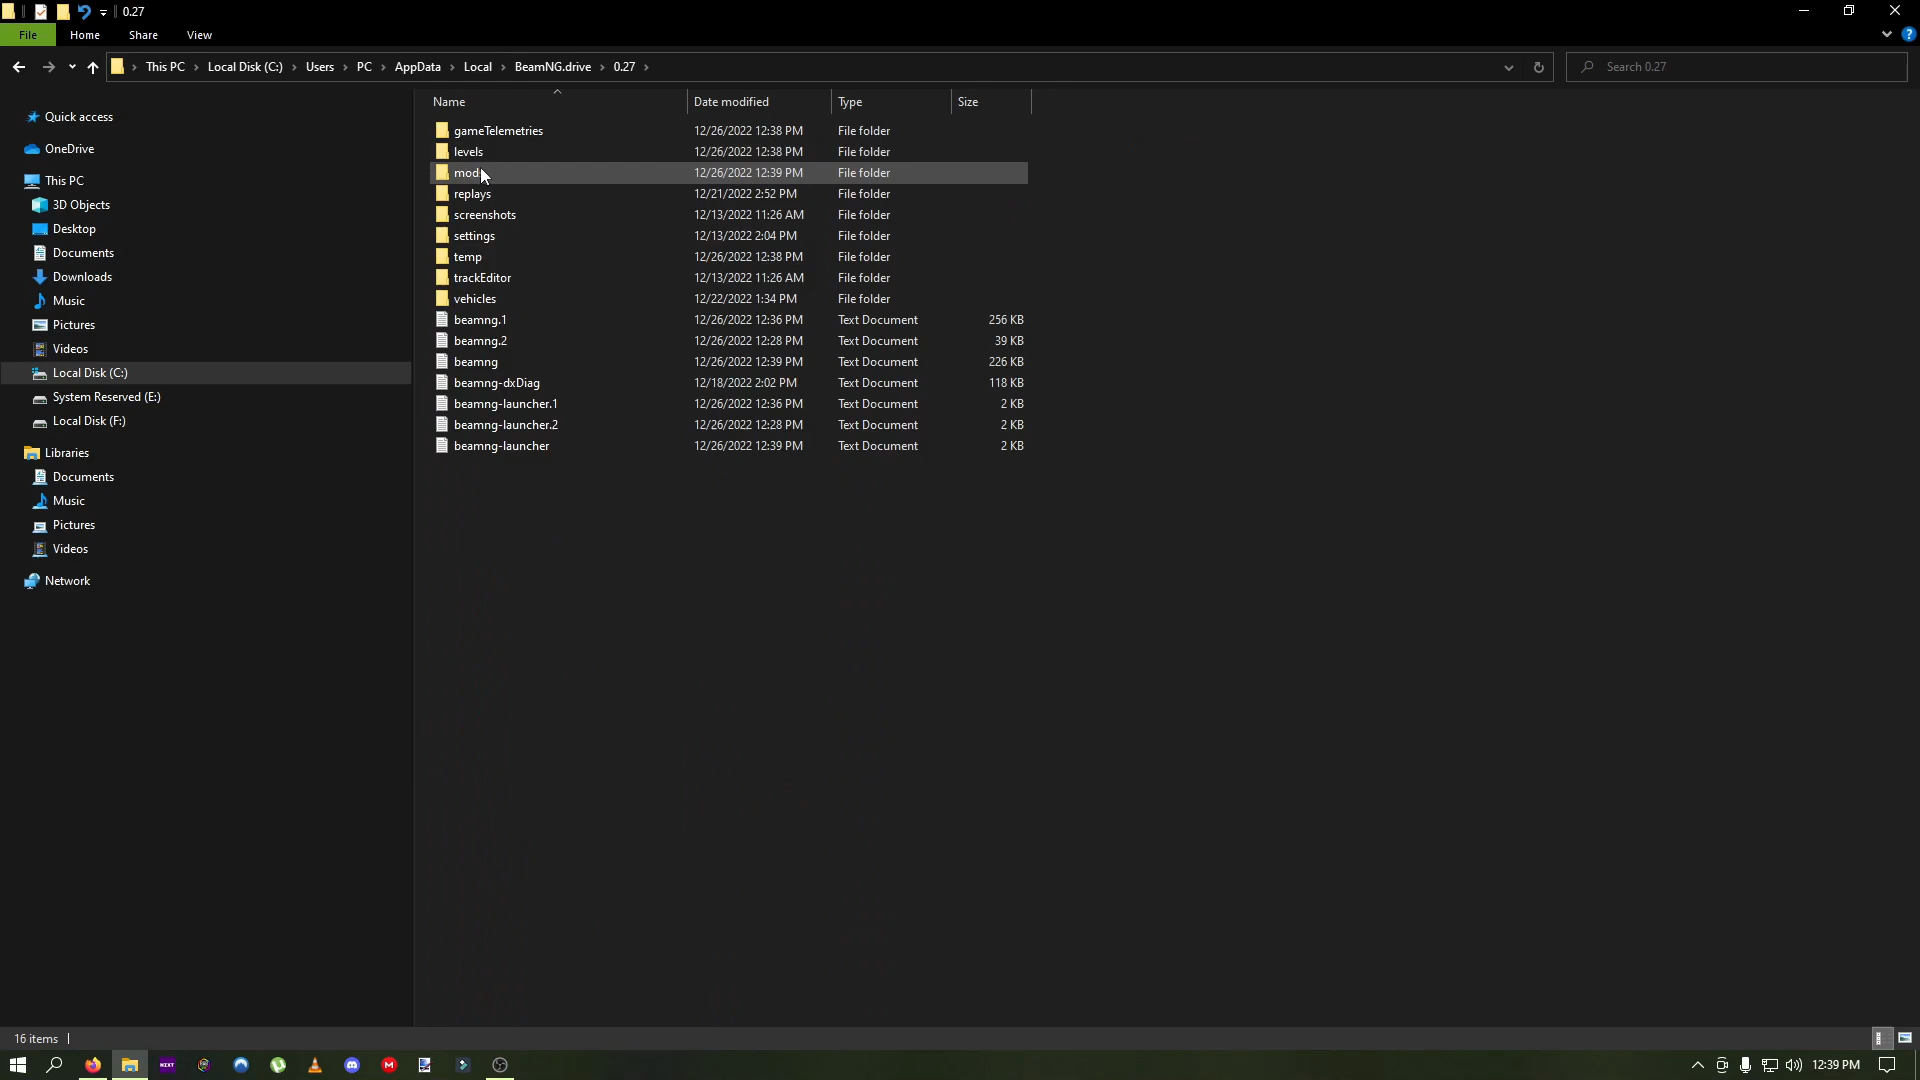 0.27
File Home Share View
This PC Local Disk (C:) Users PC AppData Local BeamNG.drive 0.27 Search 0.27
Name Date modified Type Size
Quick access
OneDrive
This PC
3D Objects
Desktop
Documents
Downloads
Music
Pictures
Videos
Local Disk (C:)
System Reserved (E:)
Local Disk (F:)
Libraries
Documents
Music
Pictures
Videos
Network
gameTelemetries 12/26/2022 12:38 PM File folder
levels 12/26/2022 12:38 PM File folder
mod 12/26/2022 12:39 PM File folder
replays 12/21/2022 2:52 PM File folder
screenshots 12/13/2022 11:26 AM File folder
settings 12/13/2022 2:04 PM File folder
temp 12/26/2022 12:38 PM File folder
trackEditor 12/13/2022 11:26 AM File folder
vehicles 12/22/2022 1:34 PM File folder
beamng.1 12/26/2022 12:36 PM Text Document 256 KB
beamng.2 12/26/2022 12:28 PM Text Document 39 KB
beamng 12/26/2022 12:39 PM Text Document 226 KB
beamng-dxDiag 12/18/2022 2:02 PM Text Document 118 KB
beamng-launcher.1 12/26/2022 12:36 PM Text Document 2 KB
beamng-launcher.2 12/26/2022 12:28 PM Text Document 2 KB
beamng-launcher 12/26/2022 12:39 PM Text Document 2 KB
16 items
NZXT
12:39 PM